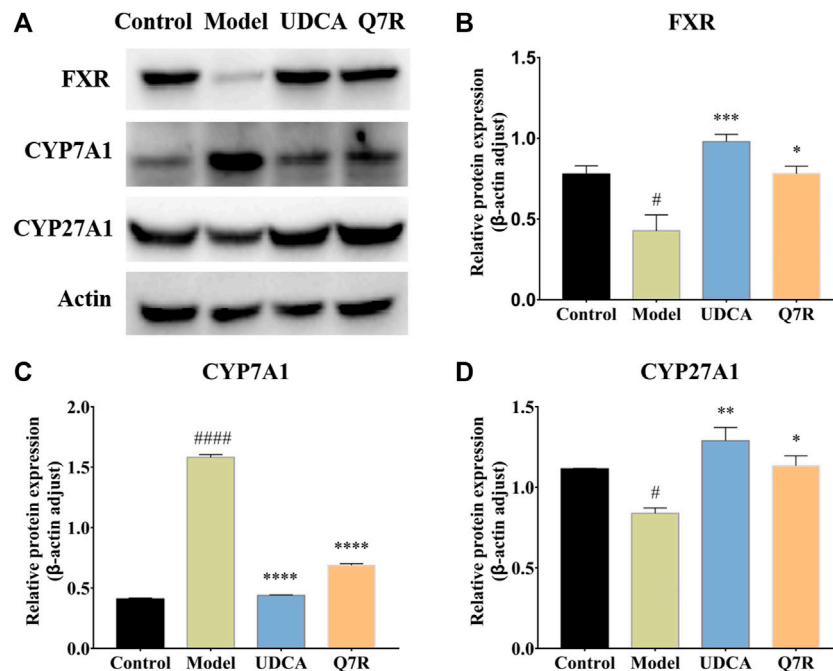 A
Control Model UDCA Q7R
FXR
CYP7A1
CYP27A1
Actin
B
FXR
Relative protein expression
(β-actin adjust)
1.5
1.0
0.5
0.0
#
***
*
Control Model UDCA Q7R
C
CYP7A1
Relative protein expression
(β-actin adjust)
2.0
1.5
1.0
0.5
0.0
####
****
****
Control Model UDCA Q7R
D
CYP27A1
Relative protein expression
(β-actin adjust)
1.5
1.0
0.5
0.0
#
**
*
Control Model UDCA Q7R